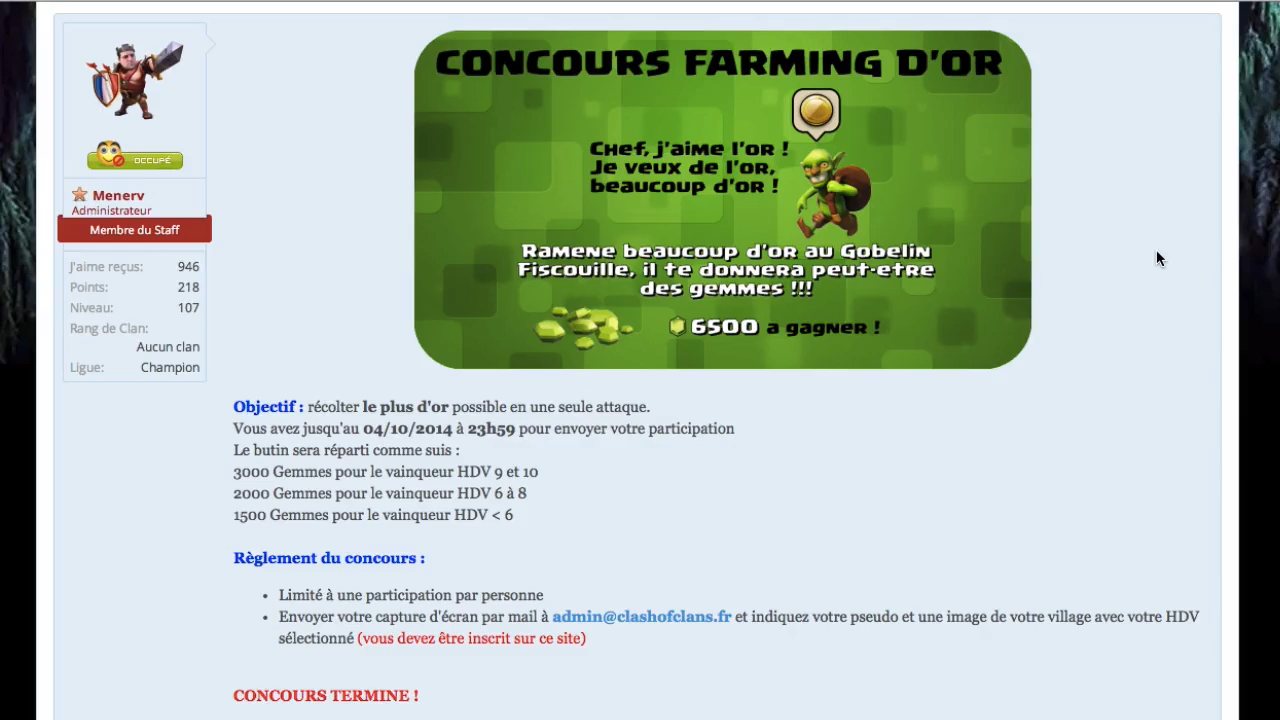 CONCOURS FARMING D'OR
Chef, j'aime l'or !
Je veux de l'or,
beaucoup d'or !
Ramene beaucoup d'or au Gobelin
Fiscouille, il te donnera peut-etre
des gemmes !!!
6500 a gagner !
OCCUPÉ
Menerv
Administrateur
Membre du Staff
J'aime reçus: 946
Points: 218
Niveau: 107
Rang de Clan:
Aucun clan
Ligue: Champion
Objectif : récolter le plus d'or possible en une seule attaque.
Vous avez jusqu'au 04/10/2014 à 23h59 pour envoyer votre participation
Le butin sera réparti comme suis :
3000 Gemmes pour le vainqueur HDV 9 et 10
2000 Gemmes pour le vainqueur HDV 6 à 8
1500 Gemmes pour le vainqueur HDV < 6
Règlement du concours :
• Limité à une participation par personne
• Envoyer votre capture d'écran par mail à admin@clashofclans.fr et indiquez votre pseudo et une image de votre village avec votre HDV
sélectionné (vous devez être inscrit sur ce site)
CONCOURS TERMINE !